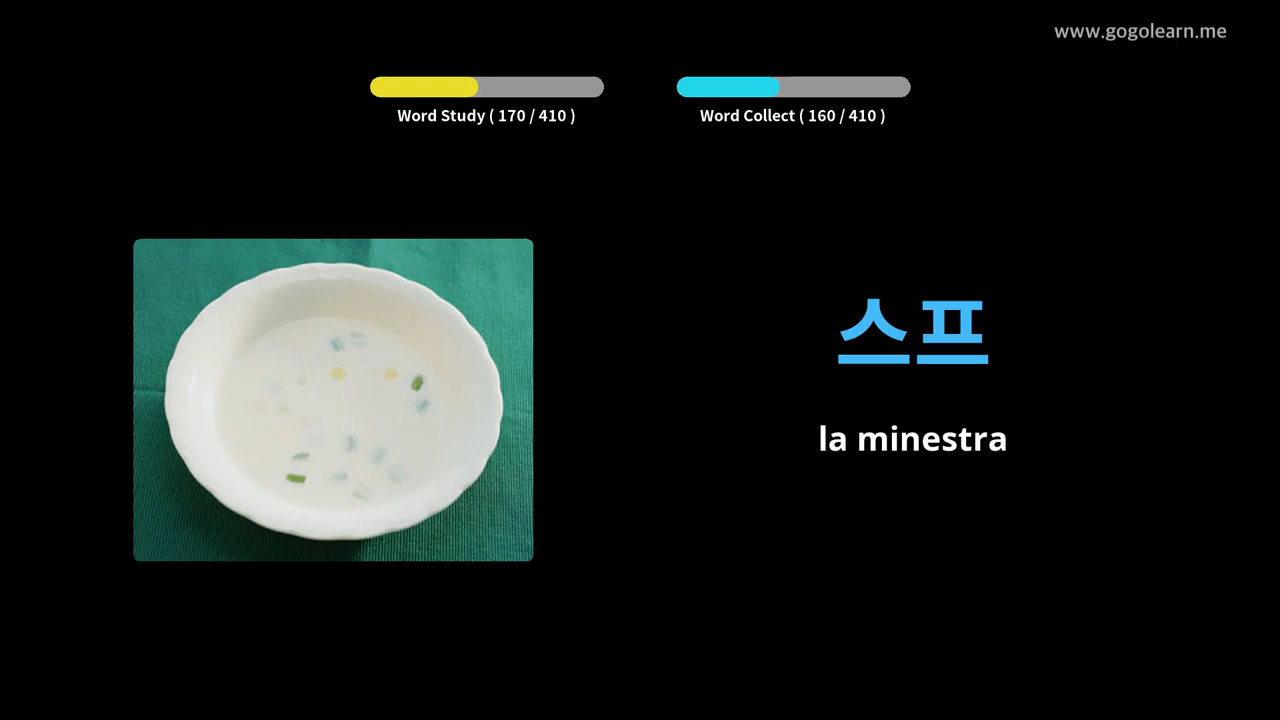 www.gogolearn.me
Word Study ( 170 / 410 )
Word Collect ( 160 / 410 )
스프
la minestra